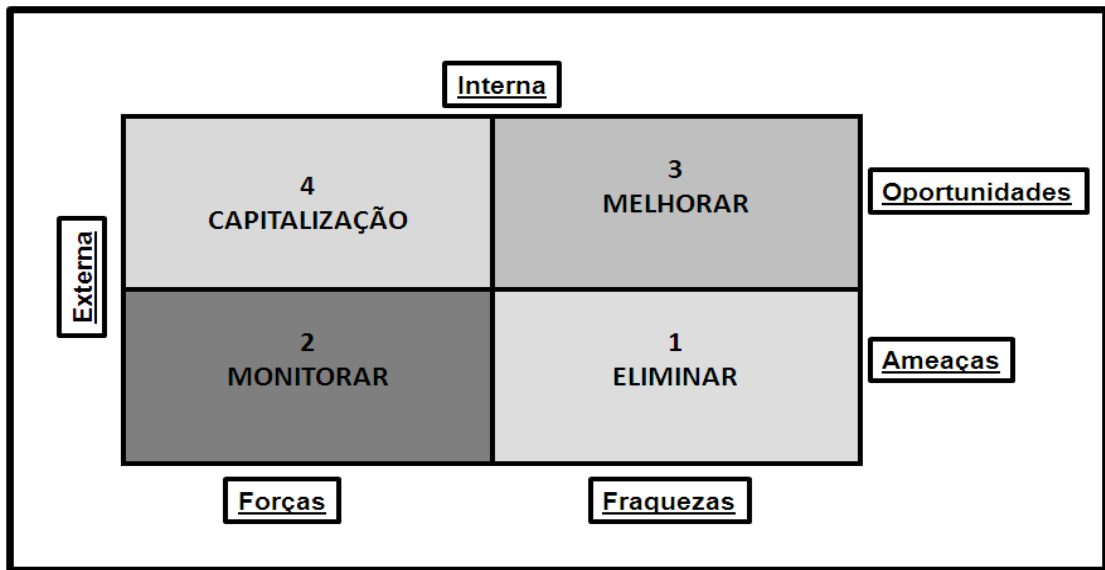 Interna
4
CAPITALIZAÇÃO
3
MELHORAR
Oportunidades
Externa
2
MONITORAR
1
ELIMINAR
Ameaças
Forças
Fraquezas